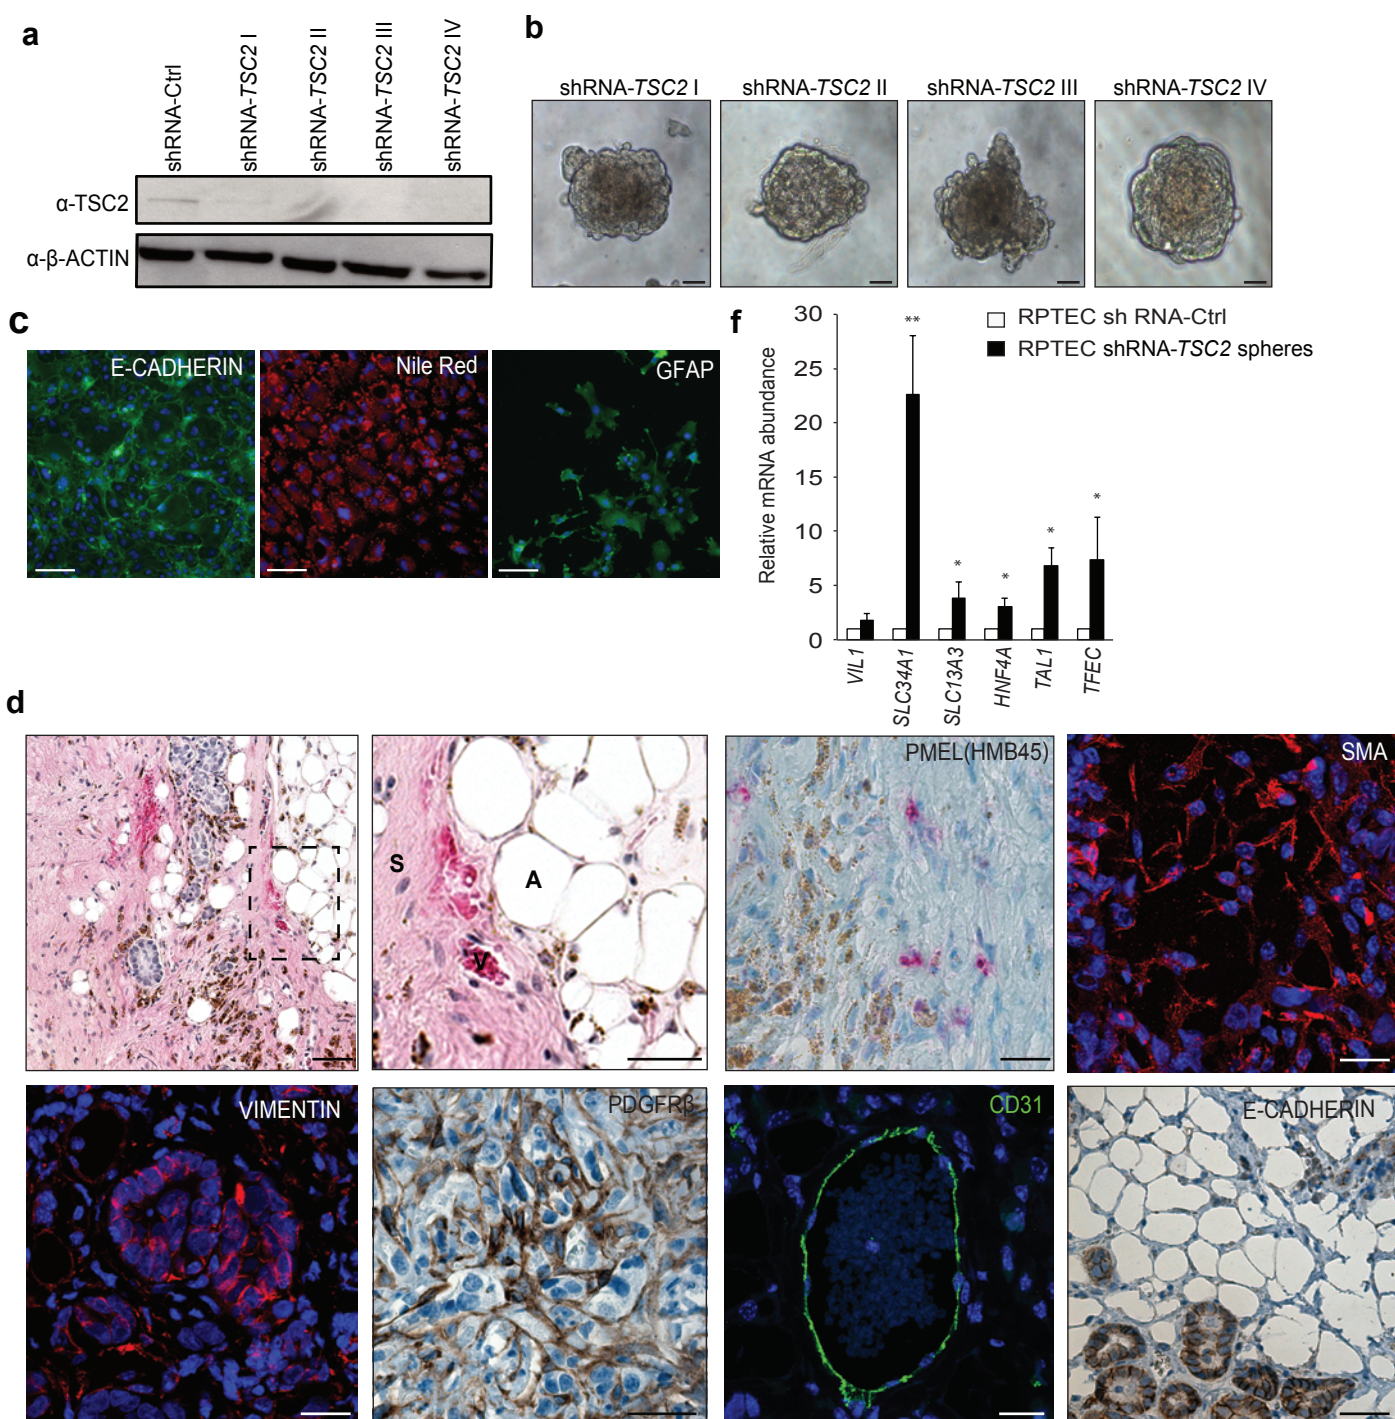 a
shRNA-Ctrl
shRNA-TSC2 I
shRNA-TSC2 II
shRNA-TSC2 III
shRNA-TSC2 IV
α-TSC2
α-β-ACTIN
b
shRNA-TSC2 I
shRNA-TSC2 II
shRNA-TSC2 III
shRNA-TSC2 IV
c
E-CADHERIN
Nile Red
GFAP
f
RPTEC sh RNA-Ctrl
RPTEC shRNA-TSC2 spheres
Relative mRNA abundance
30
25
20
15
10
5
0
**
*
*
*
*
VIL1
SLC34A1
SLC13A3
HNF4A
TAL1
TFEC
d
S
A
V
PMEL(HMB45)
SMA
VIMENTIN
PDGFRβ
CD31
E-CADHERIN